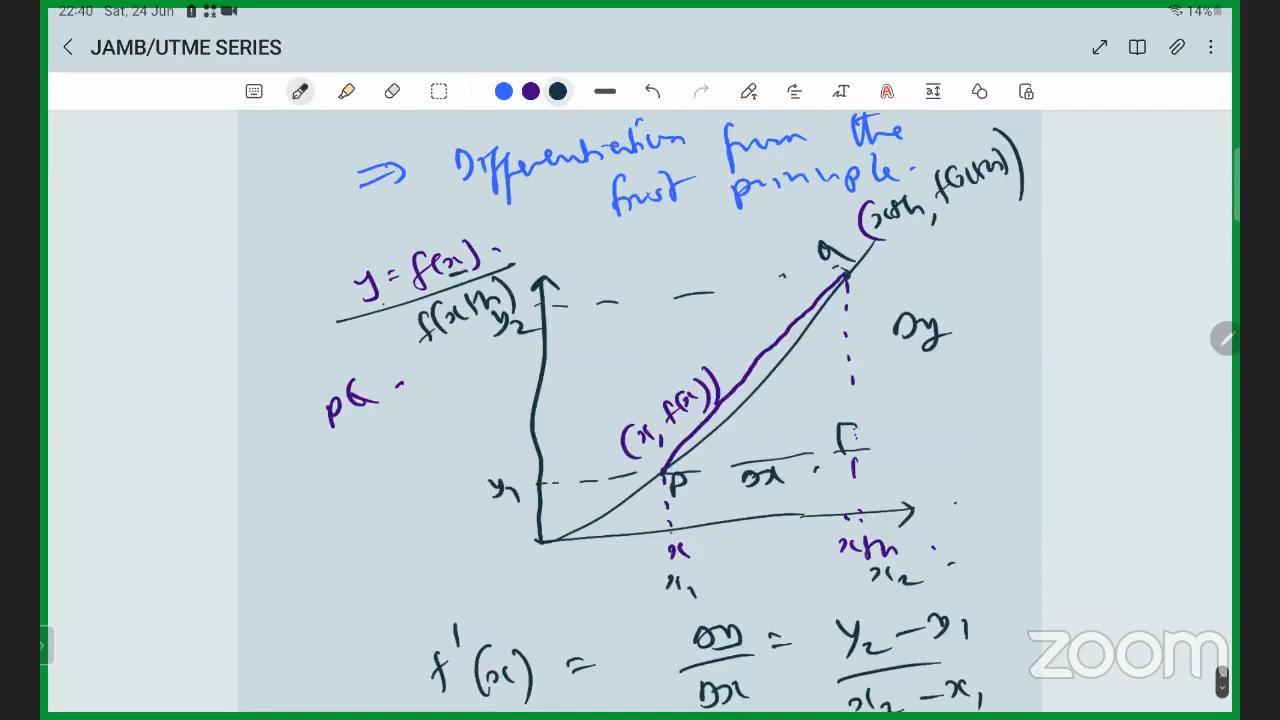 22:40 Sat, 24 Jun
14%
JAMB/UTME SERIES
⇒ Differentiation from the
first principle.
(x+h, f(x+h))
Q
y = f(x)
f(x+h)
y₂
Δy
PQ
(x, f(x))
y₁
P
Δx
x
x+h
x₁
x₂
f'(x) = Δy/Δx = y₂ - y₁ / x₂ - x₁
zoom